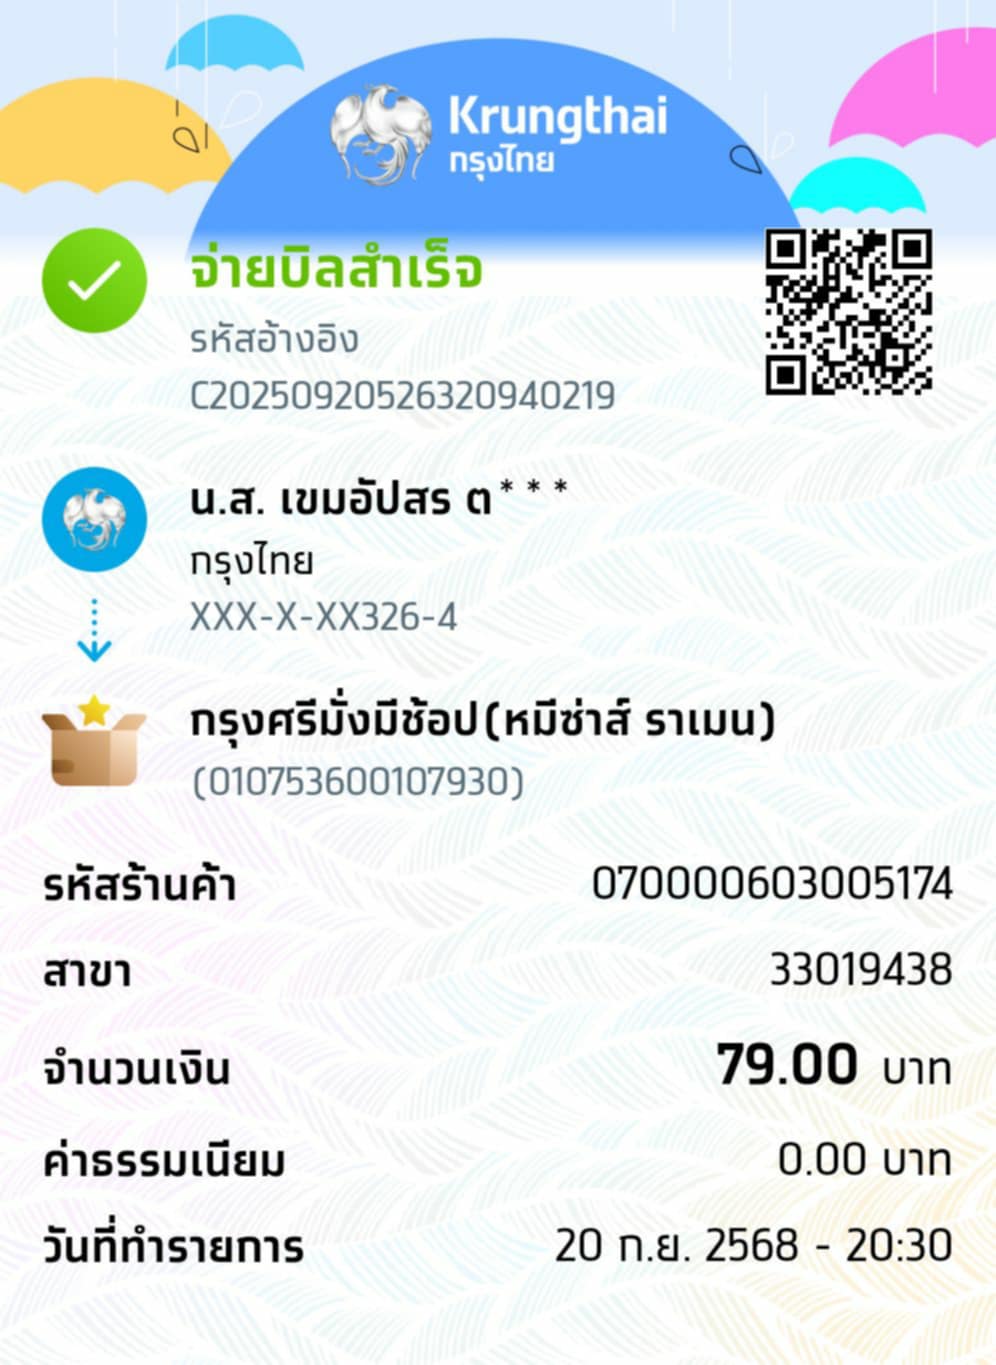 Krungthai
กรุงไทย
จ่ายบิลสำเร็จ
รหัสอ้างอิง
C20250920526320940219
น.ส. เขมอัปสร ต***
กรุงไทย
XXX-X-XX326-4
กรุงศรีมั่งมีช้อป(หมีซ่าส์ ราเมน)
(010753600107930)
รหัสร้านค้า 070000603005174
สาขา 33019438
จำนวนเงิน 79.00 บาท
ค่าธรรมเนียม 0.00 บาท
วันที่ทำรายการ 20 ก.ย. 2568 - 20:30